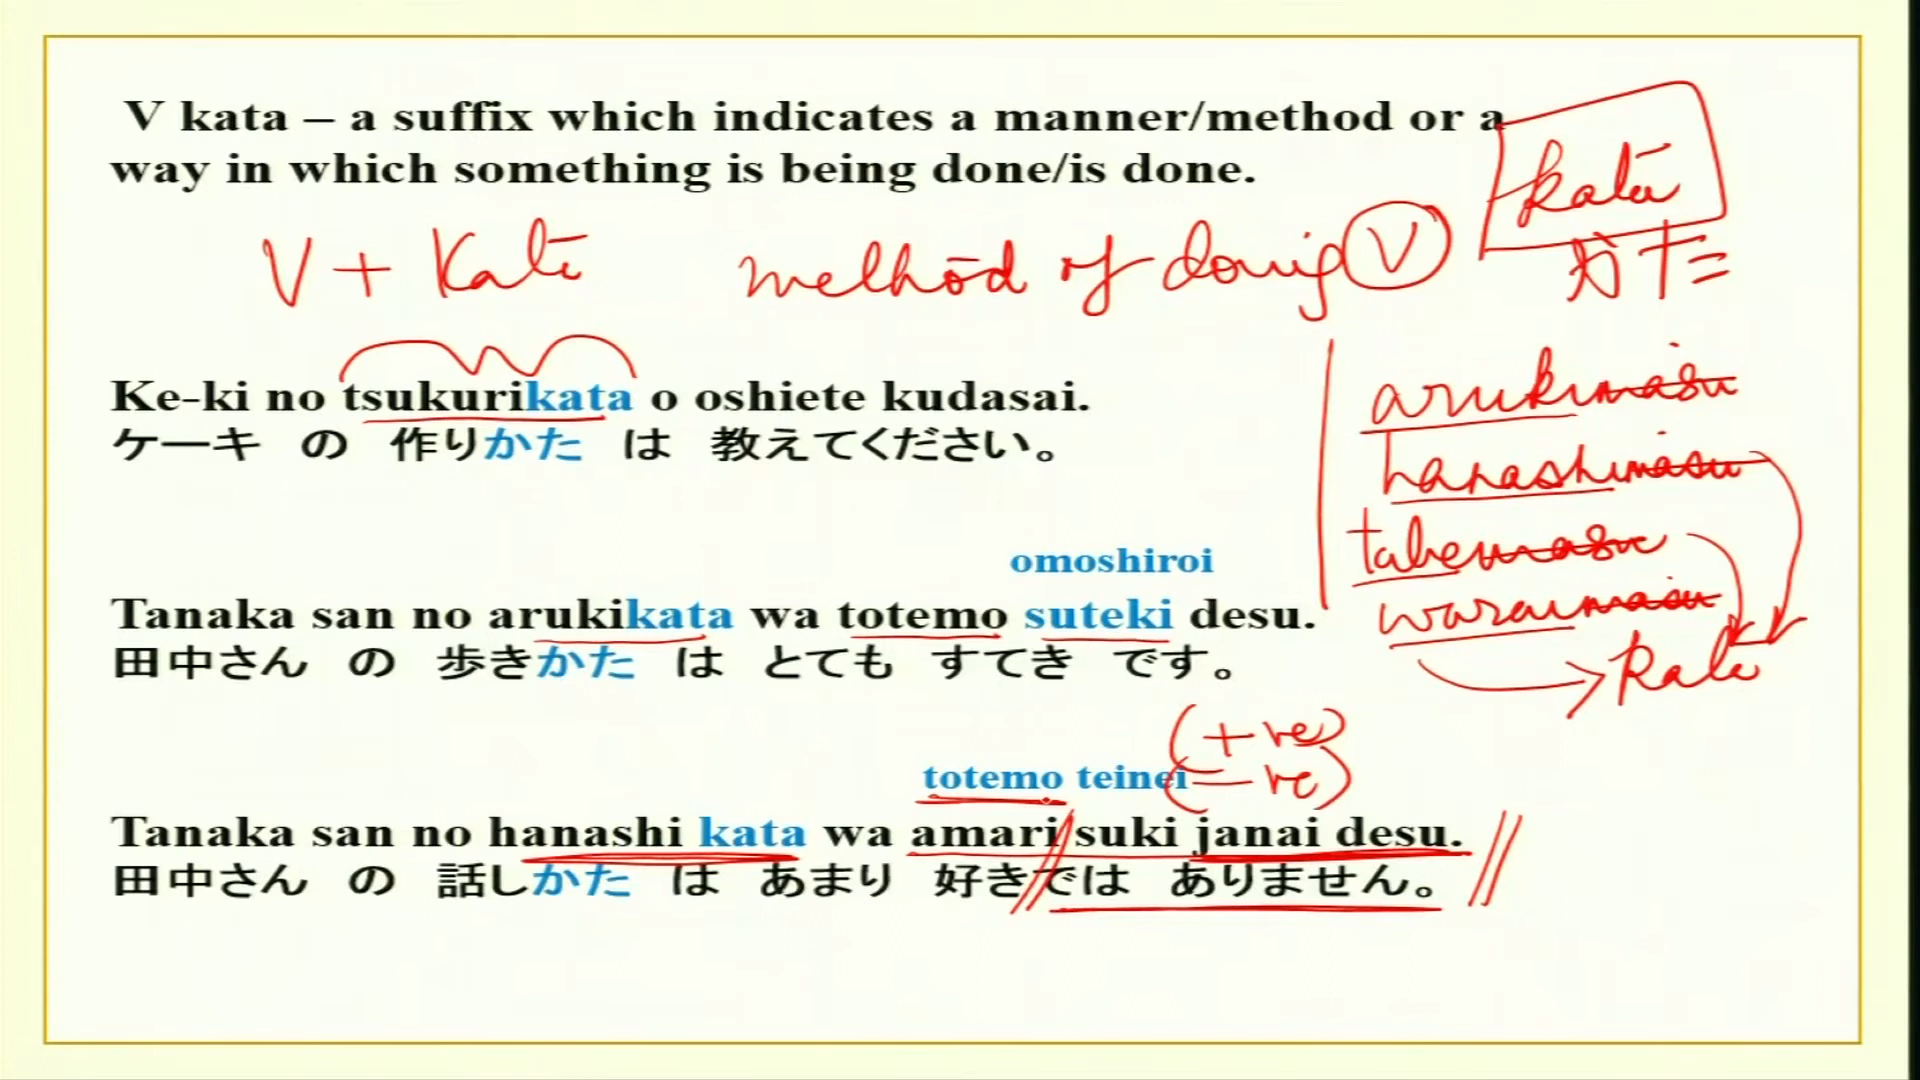 V kata – a suffix which indicates a manner/method or a
way in which something is being done/is done.
kata
かた
V + Kata method of doing V
Ke-ki no tsukurikata o oshiete kudasai.
ケーキ の 作りかた は 教えてください。
arukimasu
hanashimasu
tabemasu
waraimasu
kata
omoshiroi
Tanaka san no arukikata wa totemo suteki desu.
田中さん の 歩きかた は とても すてき です。
(+ve)
(-ve)
totemo teinei
Tanaka san no hanashi kata wa amari suki janai desu.
田中さん の 話しかた は あまり 好きでは ありません。